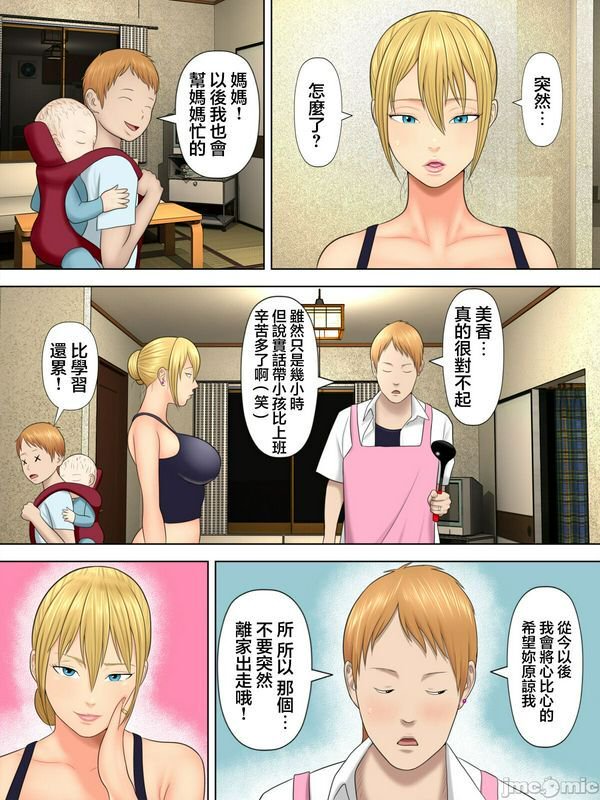 突然…
怎麼了?
媽媽!
以後我也會
幫媽媽忙的
美香…
真的很對不起
雖然只是幾小時
但說實話帶小孩比上班
辛苦多了啊(笑)
比學習
還累!
從今以後
我會將心比心的
希望妳原諒我
所 所以 那個…
不要突然
離家出走哦!
jmcomic